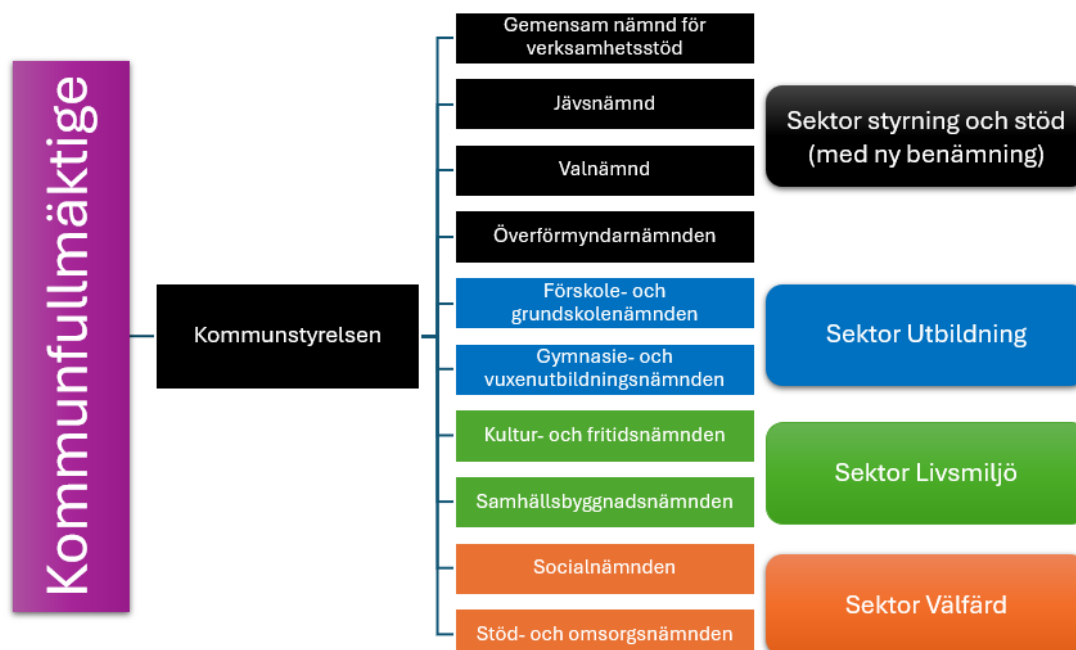 Kommunfullmäktige
Kommunstyrelsen
Gemensam nämnd för
verksamhetsstöd
Jävsnämnd
Valnämnd
Överförmyndarnämnden
Förskole- och
grundskolenämnden
Gymnasie- och
vuxenutbildningsnämnden
Kultur- och fritidsnämnden
Samhällsbyggnadsnämnden
Socialnämnden
Stöd- och omsorgsnämnden
Sektor styrning och stöd
(med ny benämning)
Sektor Utbildning
Sektor Livsmiljö
Sektor Välfärd